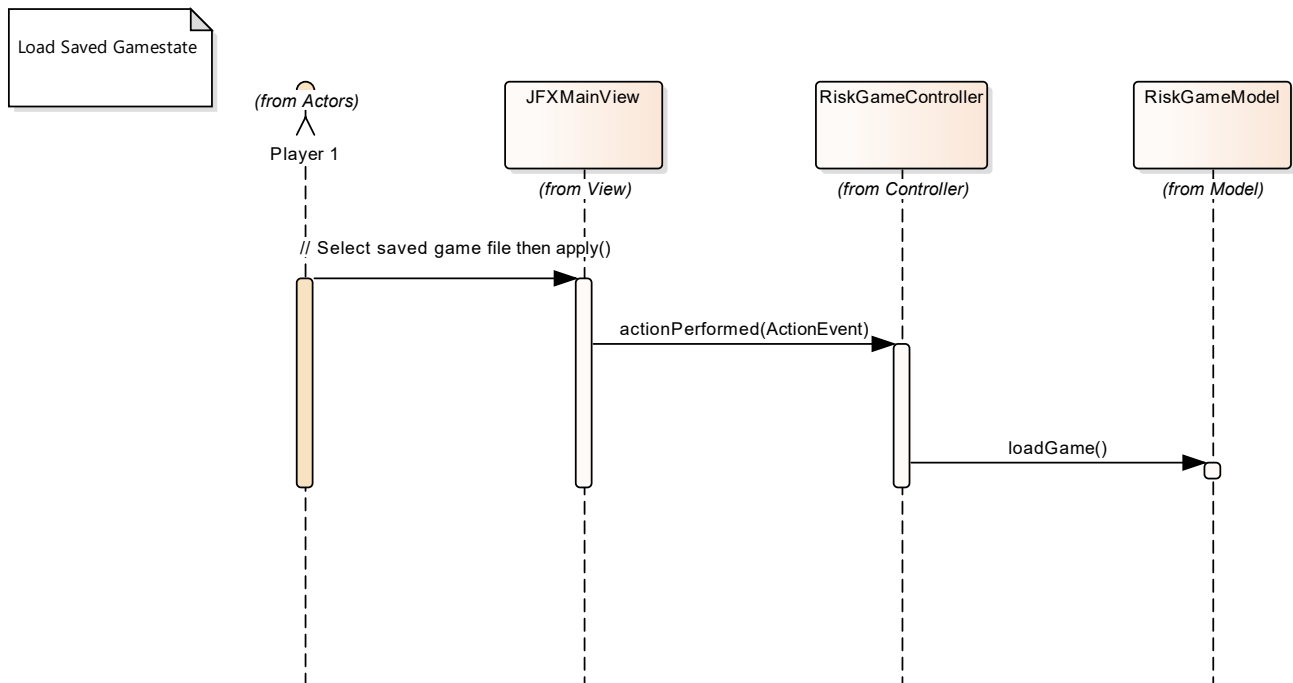 Load Saved Gamestate
(from Actors)
Player 1
JFXMainView
(from View)
RiskGameController
(from Controller)
RiskGameModel
(from Model)
// Select saved game file then apply()
actionPerformed(ActionEvent)
loadGame()